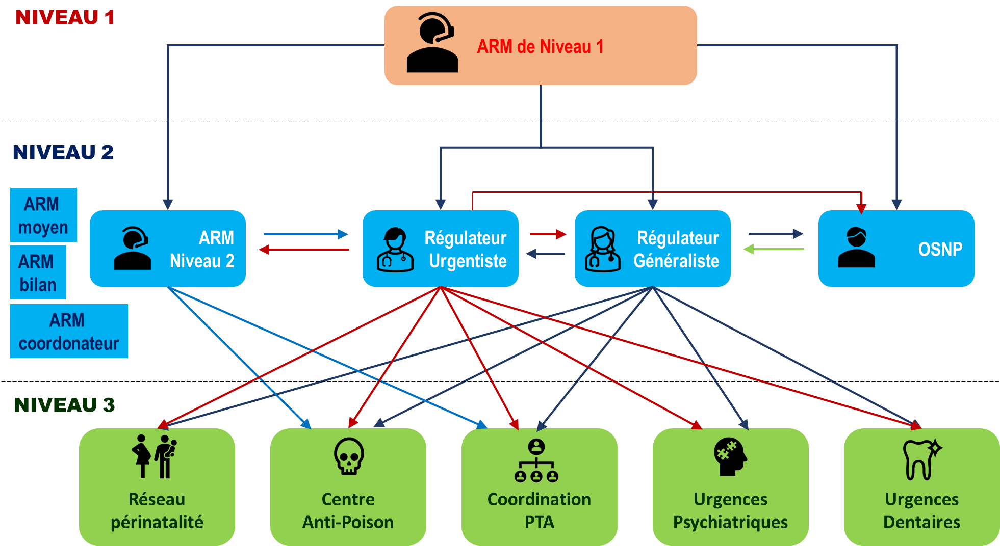 NIVEAU 1
ARM de Niveau 1
NIVEAU 2
ARM
moyen
ARM
bilan
ARM
coordonateur
ARM
Niveau 2
Régulateur
Urgentiste
Régulateur
Généraliste
OSNP
NIVEAU 3
Réseau
périnatalité
Centre
Anti-Poison
Coordination
PTA
Urgences
Psychiatriques
Urgences
Dentaires